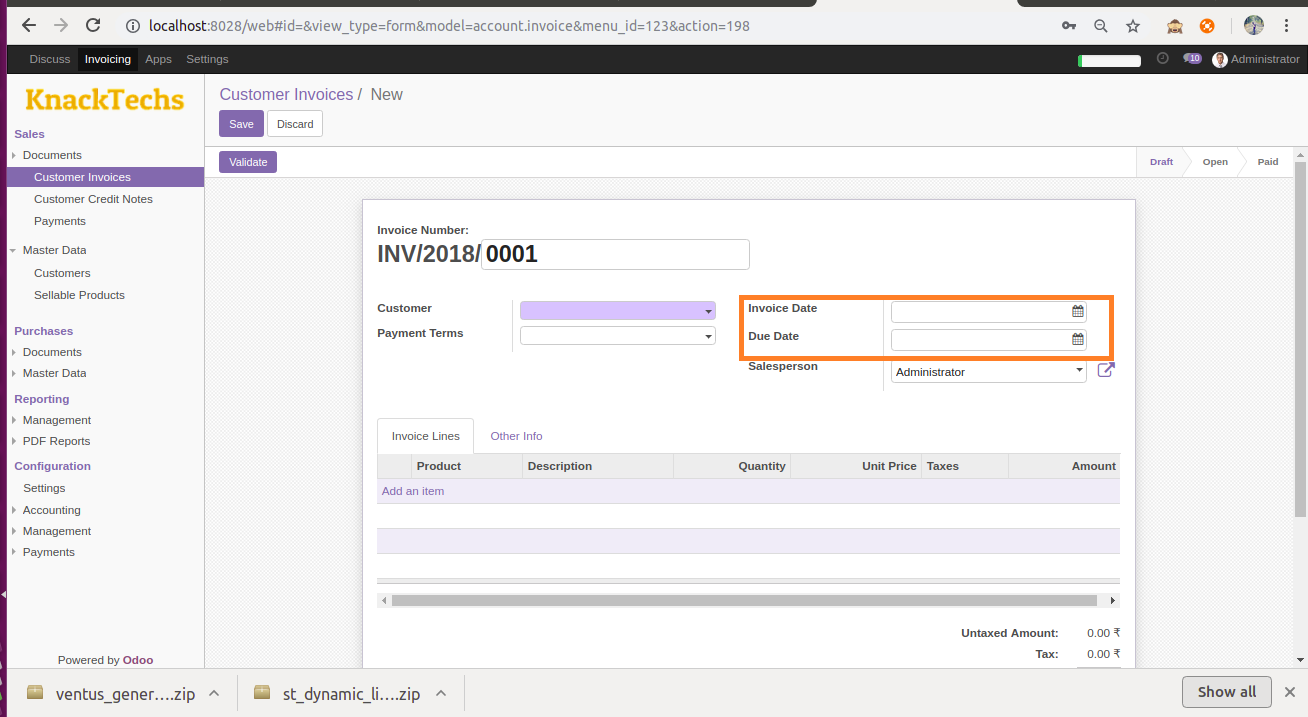 localhost:8028/web#id=&view_type=form&model=account.invoice&menu_id=123&action=198
Discuss Invoicing Apps Settings 10 Administrator
KnackTechs
Sales
Documents
Customer Invoices
Customer Credit Notes
Payments
Master Data
Customers
Sellable Products
Purchases
Documents
Master Data
Reporting
Management
PDF Reports
Configuration
Settings
Accounting
Management
Payments
Powered by Odoo
Customer Invoices / New
Save Discard
Validate Draft Open Paid
Invoice Number:
INV/2018/ 0001
Customer
Payment Terms
Invoice Date
Due Date
Salesperson Administrator
Invoice Lines Other Info
Product Description Quantity Unit Price Taxes Amount
Add an item
Untaxed Amount: 0.00 ₹
Tax: 0.00 ₹
ventus_gener....zip st_dynamic_li....zip Show all